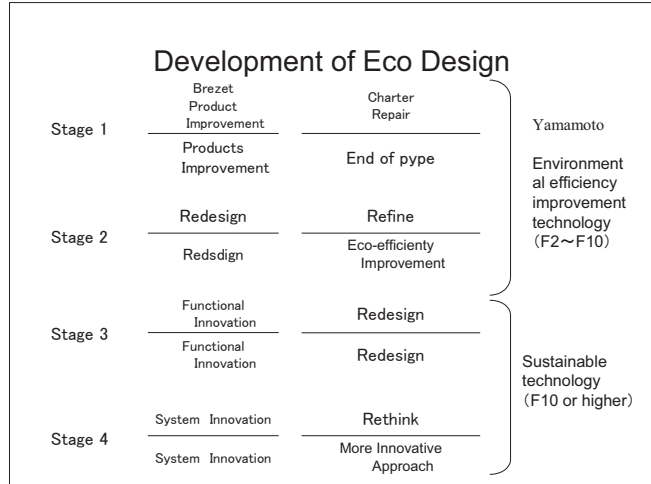 Development of Eco Design
Stage 1
Brezet
Product
Improvement
Charter
Repair
Products
Improvement
End of pype
Stage 2
Redesign
Refine
Redsdign
Eco-efficienty
Improvement
Stage 3
Functional
Innovation
Redesign
Functional
Innovation
Redesign
Stage 4
System Innovation
Rethink
System Innovation
More Innovative
Approach
Yamamoto
Environment
al efficiency
improvement
technology
(F2～F10)
Sustainable
technology
(F10 or higher)